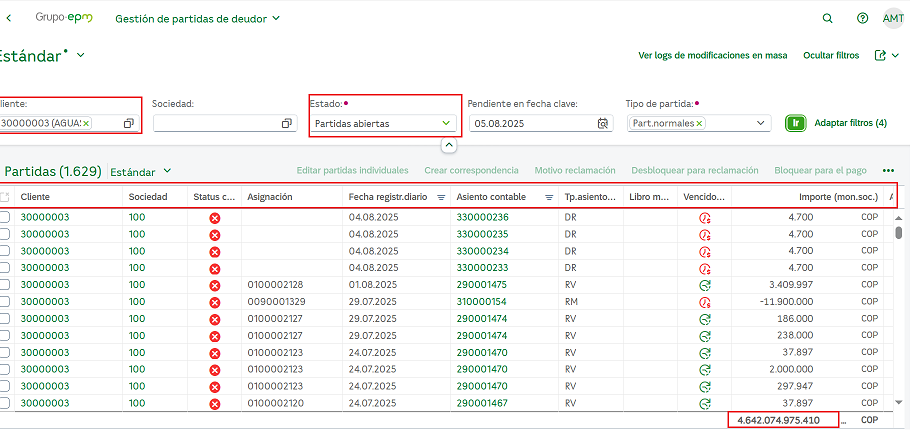 Grupo·epm Gestión de partidas de deudor AMT
Estándar*
Ver logs de modificaciones en masa Ocultar filtros
liente: Sociedad: Estado: Pendiente en fecha clave: Tipo de partida:
30000003 (AGUAS Partidas abiertas 05.08.2025 Part.normales Ir Adaptar filtros (4)
Partidas (1.629) Estándar Editar partidas individuales Crear correspondencia Motivo reclamación Desbloquear para reclamación Bloquear para el pago ...
Cliente Sociedad Status c... Asignación Fecha registr.diario Asiento contable Tp.asiento... Libro m... Vencido... Importe (mon.soc.)
30000003 100 04.08.2025 330000236 DR 4.700 COP
30000003 100 04.08.2025 330000235 DR 4.700 COP
30000003 100 04.08.2025 330000234 DR 4.700 COP
30000003 100 04.08.2025 330000233 DR 4.700 COP
30000003 100 0100002128 01.08.2025 290001475 RV 3.409.997 COP
30000003 100 0090001329 29.07.2025 310000154 RM -11.900.000 COP
30000003 100 0100002127 29.07.2025 290001474 RV 186.000 COP
30000003 100 0100002127 29.07.2025 290001474 RV 238.000 COP
30000003 100 0100002123 24.07.2025 290001470 RV 37.897 COP
30000003 100 0100002123 24.07.2025 290001470 RV 2.000.000 COP
30000003 100 0100002123 24.07.2025 290001470 RV 297.947 COP
30000003 100 0100002120 24.07.2025 290001467 RV 37.897 COP
4.642.074.975.410 ... COP